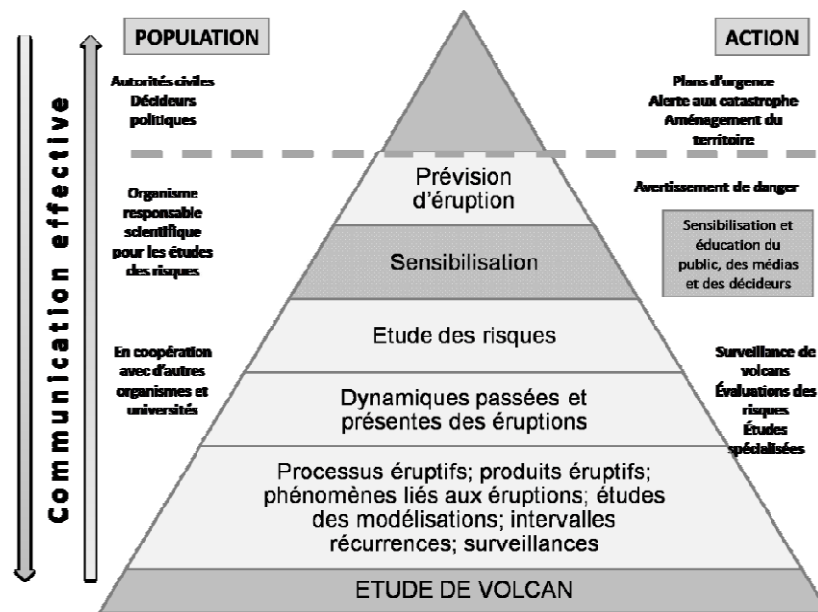 POPULATION
ACTION
Autorités civiles
Décideurs
politiques
Plans d'urgence
Alerte aux catastrophe
Aménagement du
territoire
Communication effective
Prévision
d'éruption
Organisme
responsable
scientifique
pour les études
des risques
Avertissement de danger
Sensibilisation et
éducation du
public, des médias
et des décideurs
Sensibilisation
Etude des risques
En coopération
avec d'autres
organismes et
universités
Surveillance de
volcans
Évaluations des
risques
Études
spécialisées
Dynamiques passées et
présentes des éruptions
Processus éruptifs; produits éruptifs;
phénomènes liés aux éruptions; études
des modélisations; intervalles
récurrences; surveillances
ETUDE DE VOLCAN